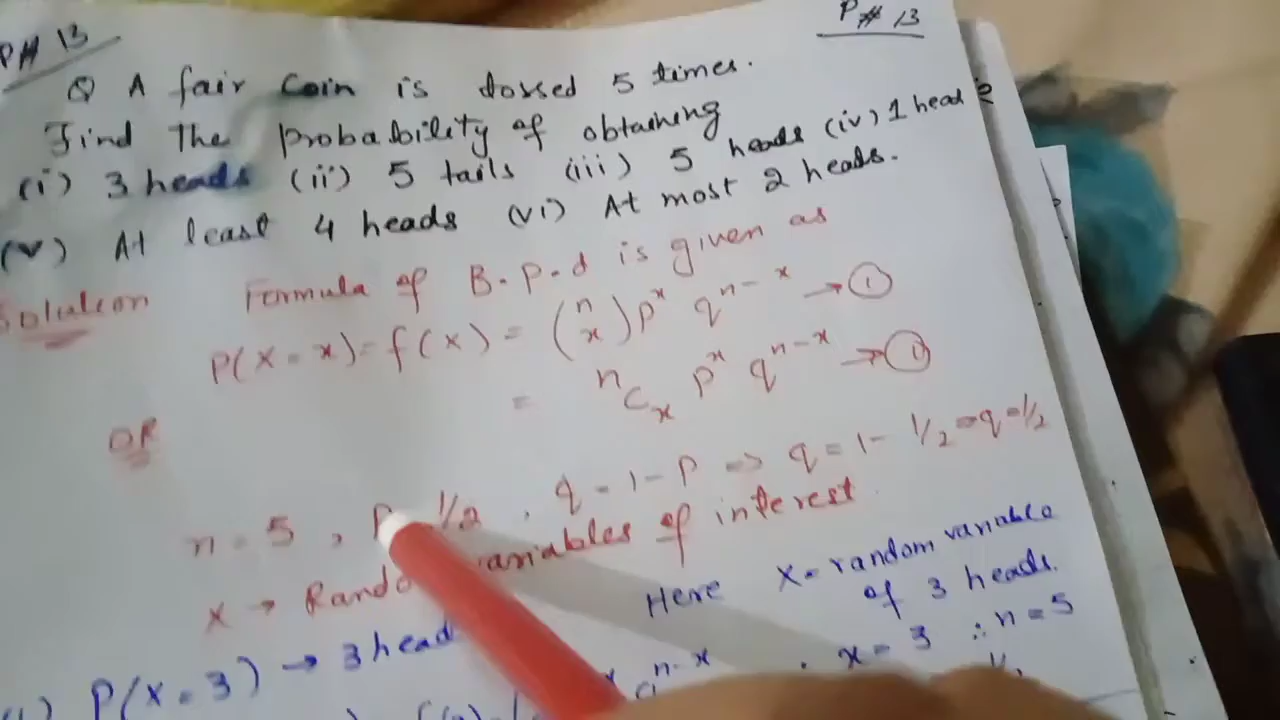 P# 13
P# 13
Q A fair Coin is tossed 5 times.
Find The probability of obtaining
(i) 3 heads (ii) 5 tails (iii) 5 heads (iv) 1 head
(v) At least 4 heads (vi) At most 2 heads.
Solution Formula of B.P.d is given as
P(X = x) = f(x) = (n x) p^x q^{n-x} → ①
= n C x p^x q^{n-x} → ①
OR
n = 5, P 1/2, q = 1 - P ⇒ q = 1 - 1/2 ⇒ q = 1/2
x → variables of interest
Here X = random variable
of 3 heads.
P(X = 3) → 3 head
x = 3 ∴ n = 5
q^{n-x}